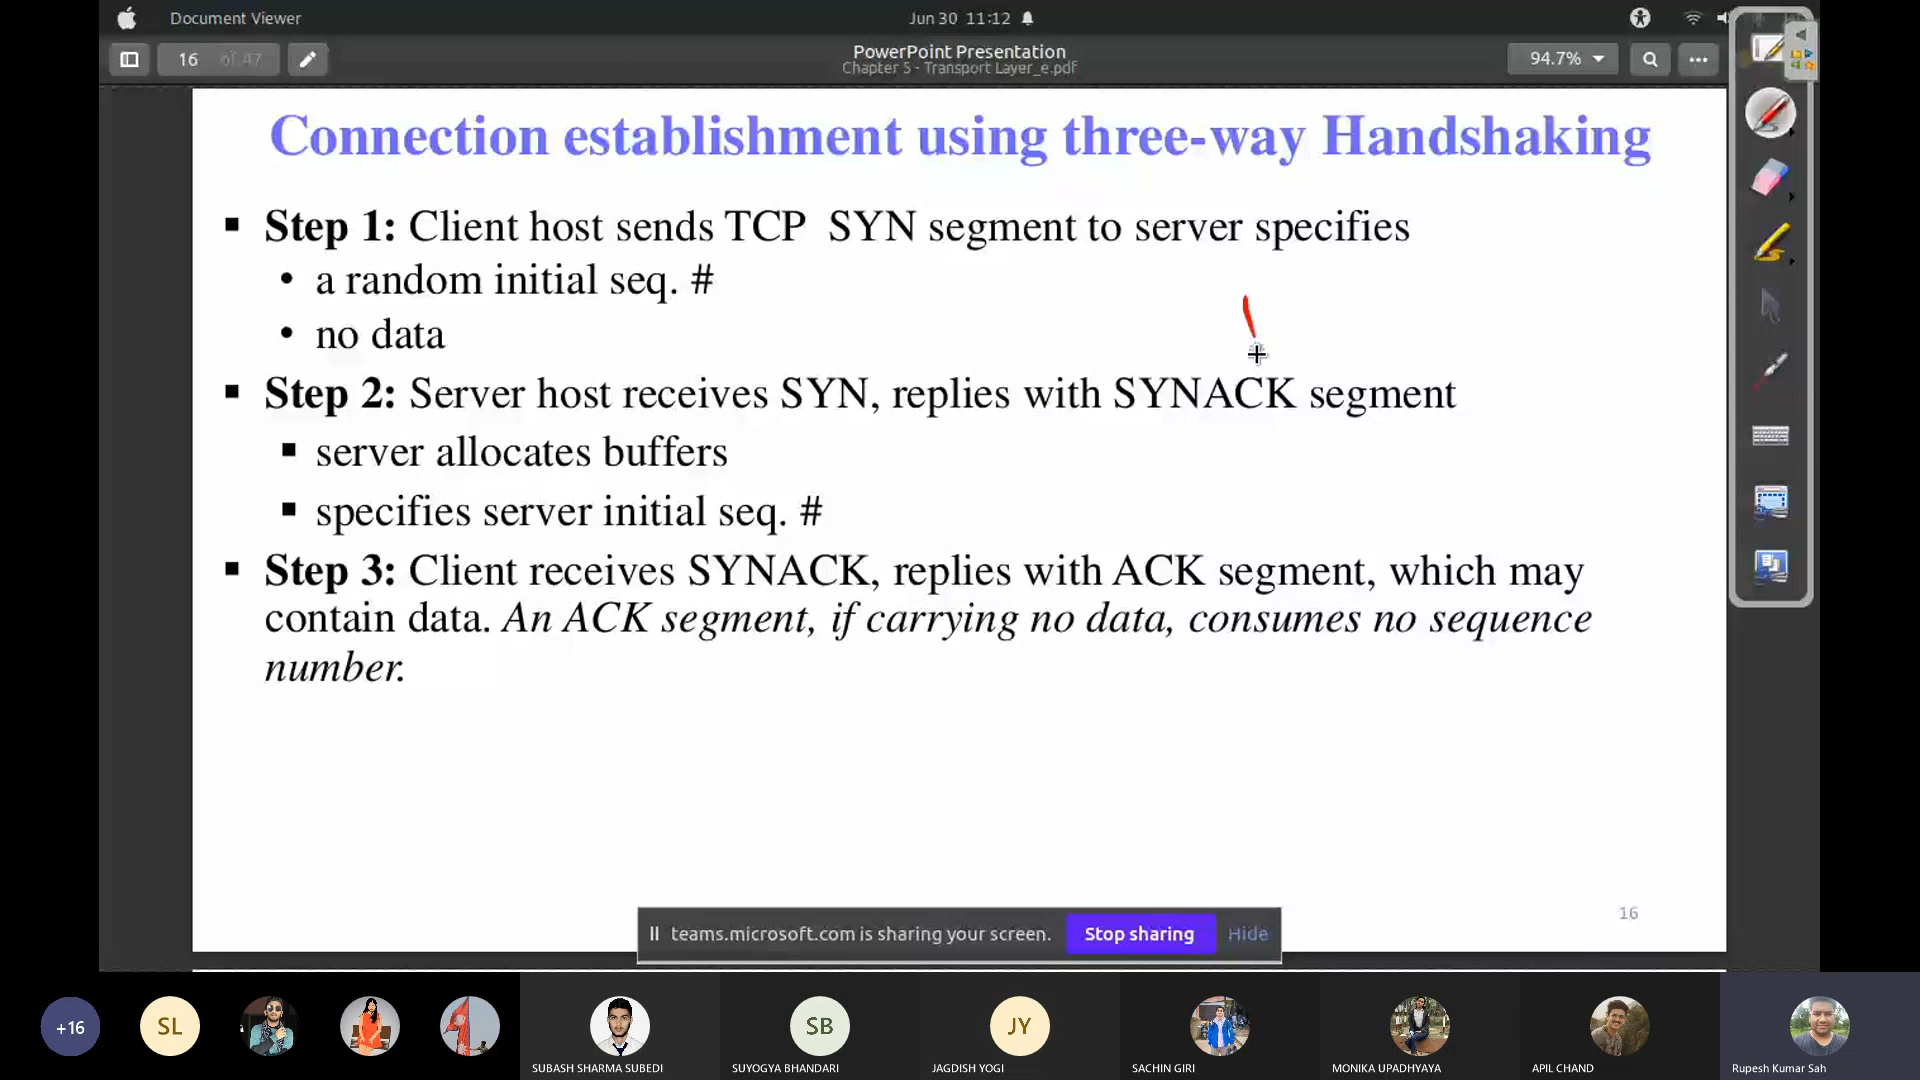 Document Viewer
Jun 30 11:12
16 of 47
PowerPoint Presentation
Chapter 5 - Transport Layer_e.pdf
94.7%
Connection establishment using three-way Handshaking
▪ Step 1: Client host sends TCP SYN segment to server specifies
• a random initial seq. #
• no data
▪ Step 2: Server host receives SYN, replies with SYNACK segment
▪ server allocates buffers
▪ specifies server initial seq. #
▪ Step 3: Client receives SYNACK, replies with ACK segment, which may
contain data. An ACK segment, if carrying no data, consumes no sequence
number.
16
teams.microsoft.com is sharing your screen. Stop sharing Hide
+16
SL
SB
JY
SUBASH SHARMA SUBEDI
SUYOGYA BHANDARI
JAGDISH YOGI
SACHIN GIRI
MONIKA UPADHYAYA
APIL CHAND
Rupesh Kumar Sah